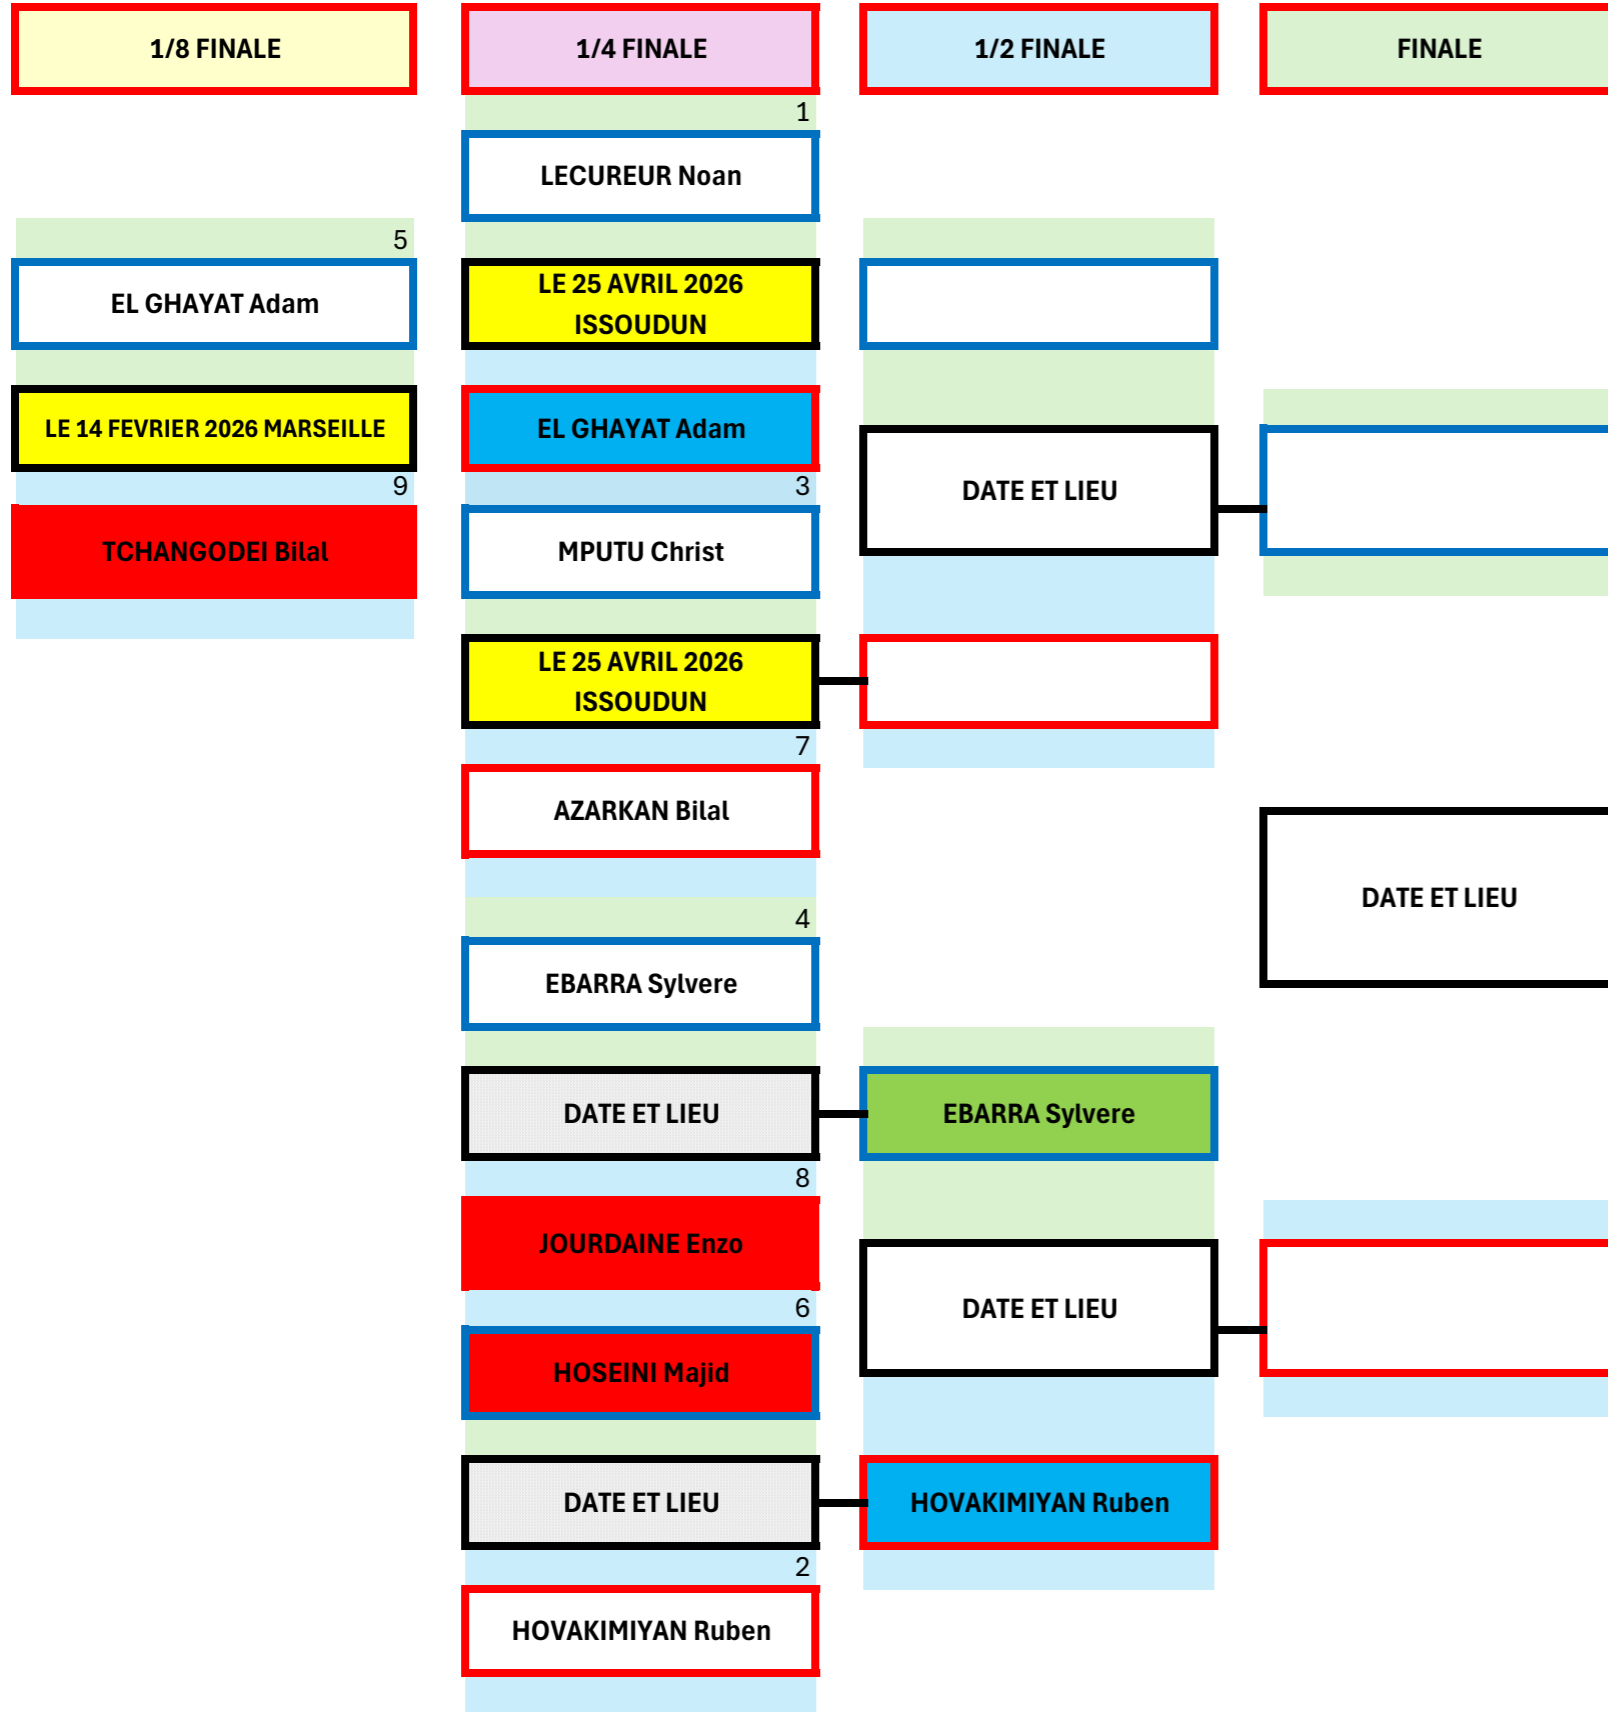 1/8 FINALE
1/4 FINALE
1/2 FINALE
FINALE
1
LECUREUR Noan
5
EL GHAYAT Adam
LE 25 AVRIL 2026
ISSOUDUN
LE 14 FEVRIER 2026 MARSEILLE
EL GHAYAT Adam
9
3
DATE ET LIEU
TCHANGODEI Bilal
MPUTU Christ
LE 25 AVRIL 2026
ISSOUDUN
7
AZARKAN Bilal
DATE ET LIEU
4
EBARRA Sylvere
DATE ET LIEU
EBARRA Sylvere
8
JOURDAINE Enzo
6
DATE ET LIEU
HOSEINI Majid
DATE ET LIEU
HOVAKIMIYAN Ruben
2
HOVAKIMIYAN Ruben